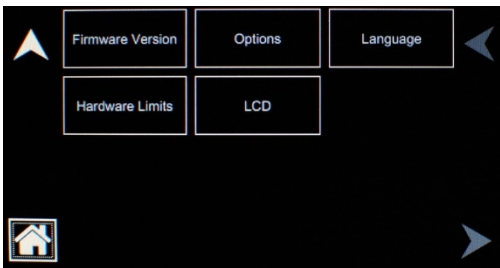 Firmware Version
Options
Language
Hardware Limits
LCD